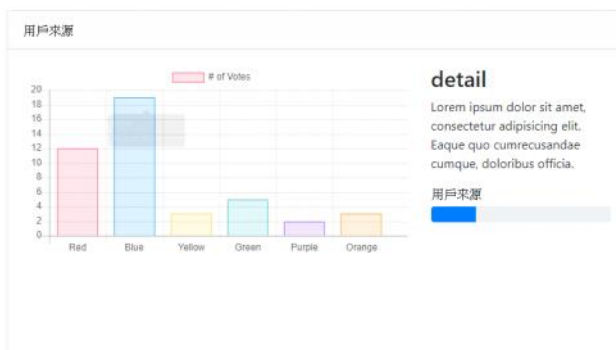 用戶來源
# of Votes
20
18
16
14
12
10
8
6
4
2
0
Red Blue Yellow Green Purple Orange
detail
Lorem ipsum dolor sit amet,
consectetur adipisicing elit.
Eaque quo cumrecusandae
cumque, doloribus officia.
用戶來源